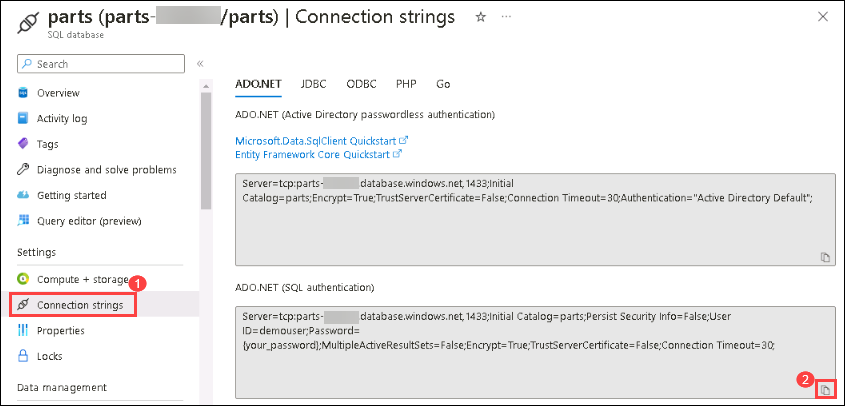 parts (parts-/parts) | Connection strings ☆ ...
SQL database
Search
«
Overview
Activity log
Tags
Diagnose and solve problems
Getting started
Query editor (preview)
Settings
Compute + storage
1
Connection strings
Properties
Locks
Data management
ADO.NET JDBC ODBC PHP Go
ADO.NET (Active Directory passwordless authentication)
Microsoft.Data.SqlClient Quickstart
Entity Framework Core Quickstart
Server=tcp:parts- database.windows.net,1433;Initial
Catalog=parts;Encrypt=True;TrustServerCertificate=False;Connection Timeout=30;Authentication="Active Directory Default";
ADO.NET (SQL authentication)
Server=tcp:parts- database.windows.net,1433;Initial Catalog=parts;Persist Security Info=False;User
ID=demouser;Password=
{your_password};MultipleActiveResultSets=False;Encrypt=True;TrustServerCertificate=False;Connection Timeout=30;
2